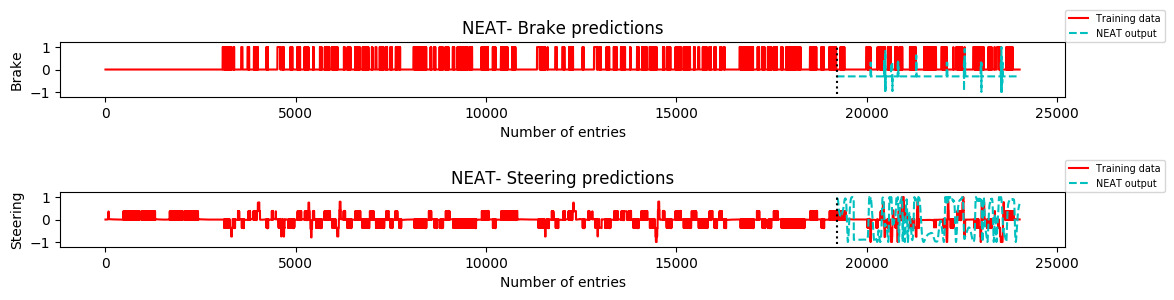 NEAT- Brake predictions
Training data
NEAT output
Brake
1
0
−1
0
5000
10000
15000
20000
25000
Number of entries
NEAT- Steering predictions
Training data
NEAT output
Steering
1
0
−1
0
5000
10000
15000
20000
25000
Number of entries